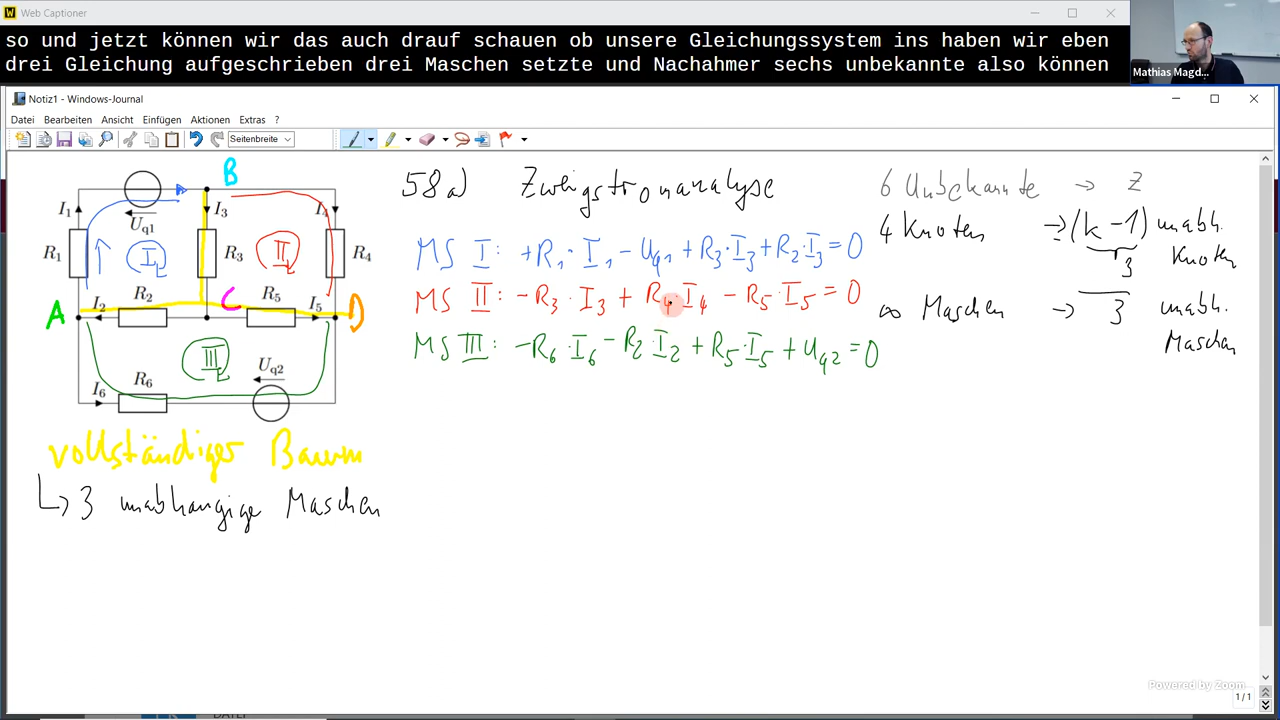 Web Captioner
so und jetzt können wir das auch drauf schauen ob unsere Gleichungssystem ins haben wir eben
drei Gleichung aufgeschrieben drei Maschen setzte und Nachahmer sechs unbekannte also können
Mathias Magd...
Notiz1 - Windows-Journal
Datei Bearbeiten Ansicht Einfügen Aktionen Extras ?
Seitenbreite
58a) Zweigstromanalyse
6 Unbekannte → Z
4 Knoten → (k - 1) unabh. Knoten
3
∞ Maschen → 3 unabh. Maschen
MS I: +R1 · I1 - Uq1 + R3 · I3 + R2 · I3 = 0
MS II: -R3 · I3 + R4 · I4 - R5 · I5 = 0
MS III: -R6 · I6 - R2 · I2 + R5 · I5 + Uq2 = 0
B
I1 Uq1 I3 I4
R1 I R3 II R4
A I2 R2 C R5 I5 D
III
I6 R6 Uq2
vollständiger Baum
↳ 3 unabhängige Maschen
Powered by Zoom
1/1